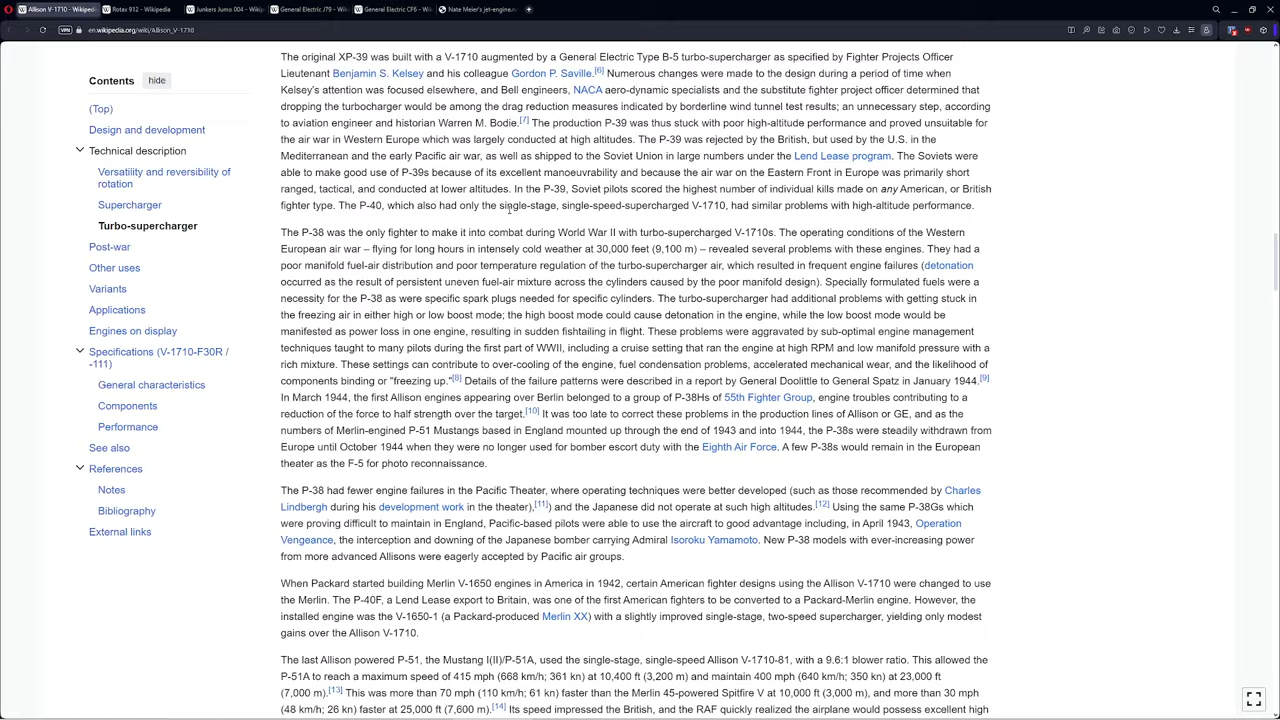 Allison V-1710 - Wikipedi
Rotax 912 - Wikipedia
Junkers Jumo 004 - Wikip
General Electric J79 - Wiki
General Electric CF6 - Wiki
Nate Meier's jet-engine.
VPN en.wikipedia.org/wiki/Allison_V-1710
Contents hide
(Top)
Design and development
Technical description
Versatility and reversibility of
rotation
Supercharger
Turbo-supercharger
Post-war
Other uses
Variants
Applications
Engines on display
Specifications (V-1710-F30R /
-111)
General characteristics
Components
Performance
See also
References
Notes
Bibliography
External links
The original XP-39 was built with a V-1710 augmented by a General Electric Type B-5 turbo-supercharger as specified by Fighter Projects Officer
Lieutenant Benjamin S. Kelsey and his colleague Gordon P. Saville.[6] Numerous changes were made to the design during a period of time when
Kelsey's attention was focused elsewhere, and Bell engineers, NACA aero-dynamic specialists and the substitute fighter project officer determined that
dropping the turbocharger would be among the drag reduction measures indicated by borderline wind tunnel test results; an unnecessary step, according
to aviation engineer and historian Warren M. Bodie.[7] The production P-39 was thus stuck with poor high-altitude performance and proved unsuitable for
the air war in Western Europe which was largely conducted at high altitudes. The P-39 was rejected by the British, but used by the U.S. in the
Mediterranean and the early Pacific air war, as well as shipped to the Soviet Union in large numbers under the Lend Lease program. The Soviets were
able to make good use of P-39s because of its excellent manoeuvrability and because the air war on the Eastern Front in Europe was primarily short
ranged, tactical, and conducted at lower altitudes. In the P-39, Soviet pilots scored the highest number of individual kills made on any American, or British
fighter type. The P-40, which also had only the single-stage, single-speed-supercharged V-1710, had similar problems with high-altitude performance.
The P-38 was the only fighter to make it into combat during World War II with turbo-supercharged V-1710s. The operating conditions of the Western
European air war – flying for long hours in intensely cold weather at 30,000 feet (9,100 m) – revealed several problems with these engines. They had a
poor manifold fuel-air distribution and poor temperature regulation of the turbo-supercharger air, which resulted in frequent engine failures (detonation
occurred as the result of persistent uneven fuel-air mixture across the cylinders caused by the poor manifold design). Specially formulated fuels were a
necessity for the P-38 as were specific spark plugs needed for specific cylinders. The turbo-supercharger had additional problems with getting stuck in
the freezing air in either high or low boost mode; the high boost mode could cause detonation in the engine, while the low boost mode would be
manifested as power loss in one engine, resulting in sudden fishtailing in flight. These problems were aggravated by sub-optimal engine management
techniques taught to many pilots during the first part of WWII, including a cruise setting that ran the engine at high RPM and low manifold pressure with a
rich mixture. These settings can contribute to over-cooling of the engine, fuel condensation problems, accelerated mechanical wear, and the likelihood of
components binding or "freezing up."[8] Details of the failure patterns were described in a report by General Doolittle to General Spatz in January 1944.[9]
In March 1944, the first Allison engines appearing over Berlin belonged to a group of P-38Hs of 55th Fighter Group, engine troubles contributing to a
reduction of the force to half strength over the target.[10] It was too late to correct these problems in the production lines of Allison or GE, and as the
numbers of Merlin-engined P-51 Mustangs based in England mounted up through the end of 1943 and into 1944, the P-38s were steadily withdrawn from
Europe until October 1944 when they were no longer used for bomber escort duty with the Eighth Air Force. A few P-38s would remain in the European
theater as the F-5 for photo reconnaissance.
The P-38 had fewer engine failures in the Pacific Theater, where operating techniques were better developed (such as those recommended by Charles
Lindbergh during his development work in the theater),[11]) and the Japanese did not operate at such high altitudes.[12] Using the same P-38Gs which
were proving difficult to maintain in England, Pacific-based pilots were able to use the aircraft to good advantage including, in April 1943, Operation
Vengeance, the interception and downing of the Japanese bomber carrying Admiral Isoroku Yamamoto. New P-38 models with ever-increasing power
from more advanced Allisons were eagerly accepted by Pacific air groups.
When Packard started building Merlin V-1650 engines in America in 1942, certain American fighter designs using the Allison V-1710 were changed to use
the Merlin. The P-40F, a Lend Lease export to Britain, was one of the first American fighters to be converted to a Packard-Merlin engine. However, the
installed engine was the V-1650-1 (a Packard-produced Merlin XX) with a slightly improved single-stage, two-speed supercharger, yielding only modest
gains over the Allison V-1710.
The last Allison powered P-51, the Mustang I(II)/P-51A, used the single-stage, single-speed Allison V-1710-81, with a 9.6:1 blower ratio. This allowed the
P-51A to reach a maximum speed of 415 mph (668 km/h; 361 kn) at 10,400 ft (3,200 m) and maintain 400 mph (640 km/h; 350 kn) at 23,000 ft
(7,000 m).[13] This was more than 70 mph (110 km/h; 61 kn) faster than the Merlin 45-powered Spitfire V at 10,000 ft (3,000 m), and more than 30 mph
(48 km/h; 26 kn) faster at 25,000 ft (7,600 m).[14] Its speed impressed the British, and the RAF quickly realized the airplane would possess excellent high